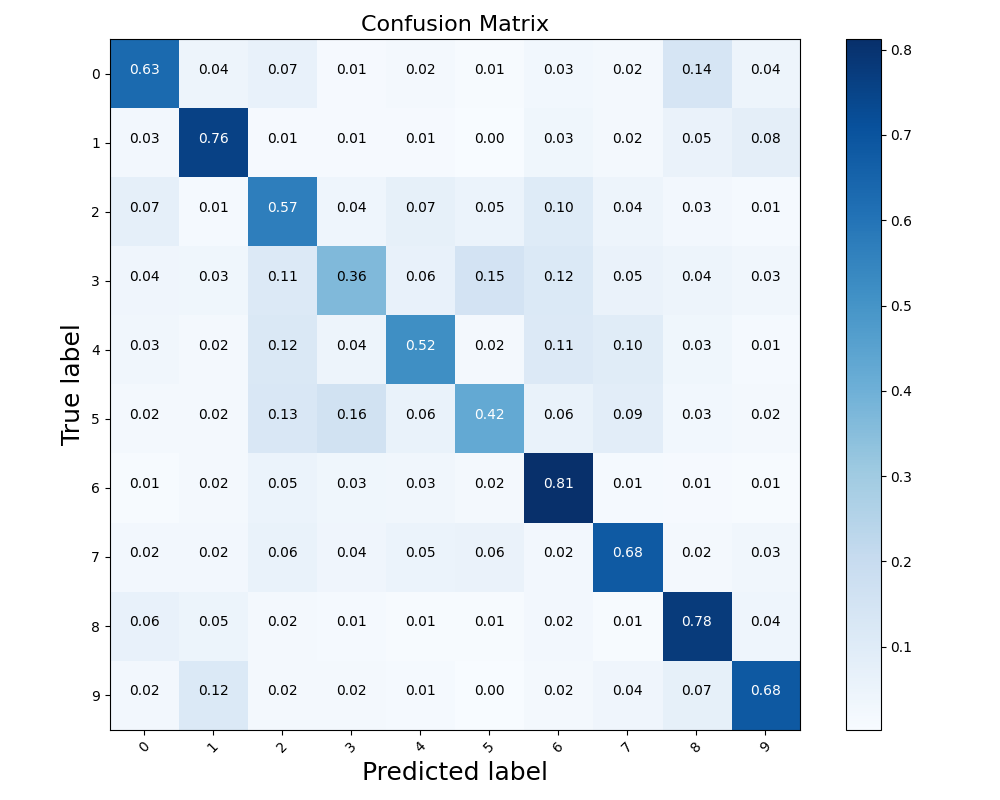 Confusion Matrix
0 0.63 0.04 0.07 0.01 0.02 0.01 0.03 0.02 0.14 0.04
1 0.03 0.76 0.01 0.01 0.01 0.00 0.03 0.02 0.05 0.08
2 0.07 0.01 0.57 0.04 0.07 0.05 0.10 0.04 0.03 0.01
3 0.04 0.03 0.11 0.36 0.06 0.15 0.12 0.05 0.04 0.03
4 0.03 0.02 0.12 0.04 0.52 0.02 0.11 0.10 0.03 0.01
5 0.02 0.02 0.13 0.16 0.06 0.42 0.06 0.09 0.03 0.02
6 0.01 0.02 0.05 0.03 0.03 0.02 0.81 0.01 0.01 0.01
7 0.02 0.02 0.06 0.04 0.05 0.06 0.02 0.68 0.02 0.03
8 0.06 0.05 0.02 0.01 0.01 0.01 0.02 0.01 0.78 0.04
9 0.02 0.12 0.02 0.02 0.01 0.00 0.02 0.04 0.07 0.68
0 1 2 3 4 5 6 7 8 9
Predicted label
True label
0.8
0.7
0.6
0.5
0.4
0.3
0.2
0.1